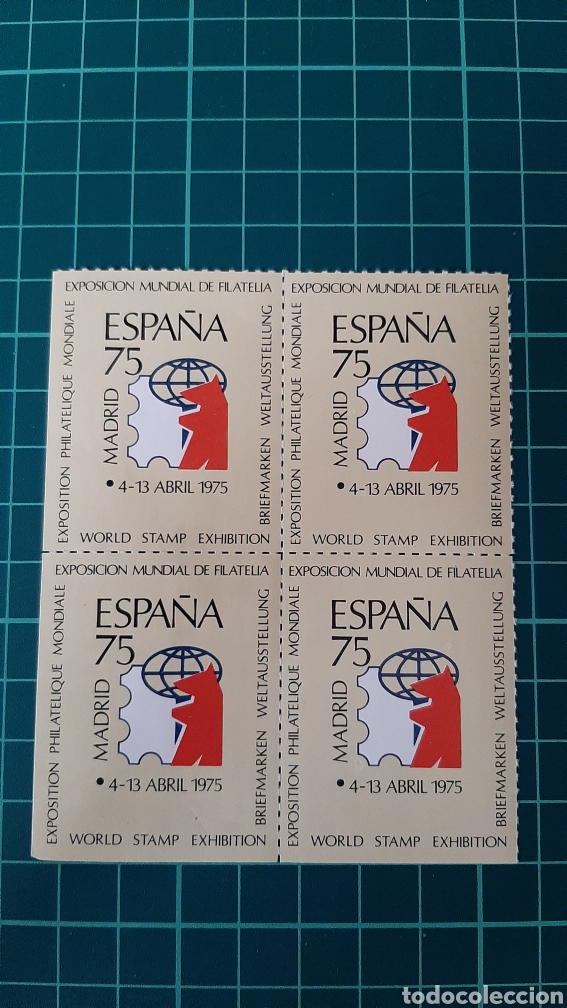 EXPOSICION MUNDIAL DE FILATELIA
EXPOSITION PHILATELIQUE MONDIALE
ESPAÑA
75
MADRID
• 4-13 ABRIL 1975
BRIEFMARKEN WELTAUSSTELLUNG
WORLD STAMP EXHIBITION
EXPOSICION MUNDIAL DE FILATELIA
EXPOSITION PHILATELIQUE MONDIALE
ESPAÑA
75
MADRID
• 4-13 ABRIL 1975
BRIEFMARKEN WELTAUSSTELLUNG
WORLD STAMP EXHIBITION
EXPOSICION MUNDIAL DE FILATELIA
EXPOSITION PHILATELIQUE MONDIALE
ESPAÑA
75
MADRID
• 4-13 ABRIL 1975
BRIEFMARKEN WELTAUSSTELLUNG
WORLD STAMP EXHIBITION
EXPOSICION MUNDIAL DE FILATELIA
EXPOSITION PHILATELIQUE MONDIALE
ESPAÑA
75
MADRID
• 4-13 ABRIL 1975
BRIEFMARKEN WELTAUSSTELLUNG
WORLD STAMP EXHIBITION
todocoleccion